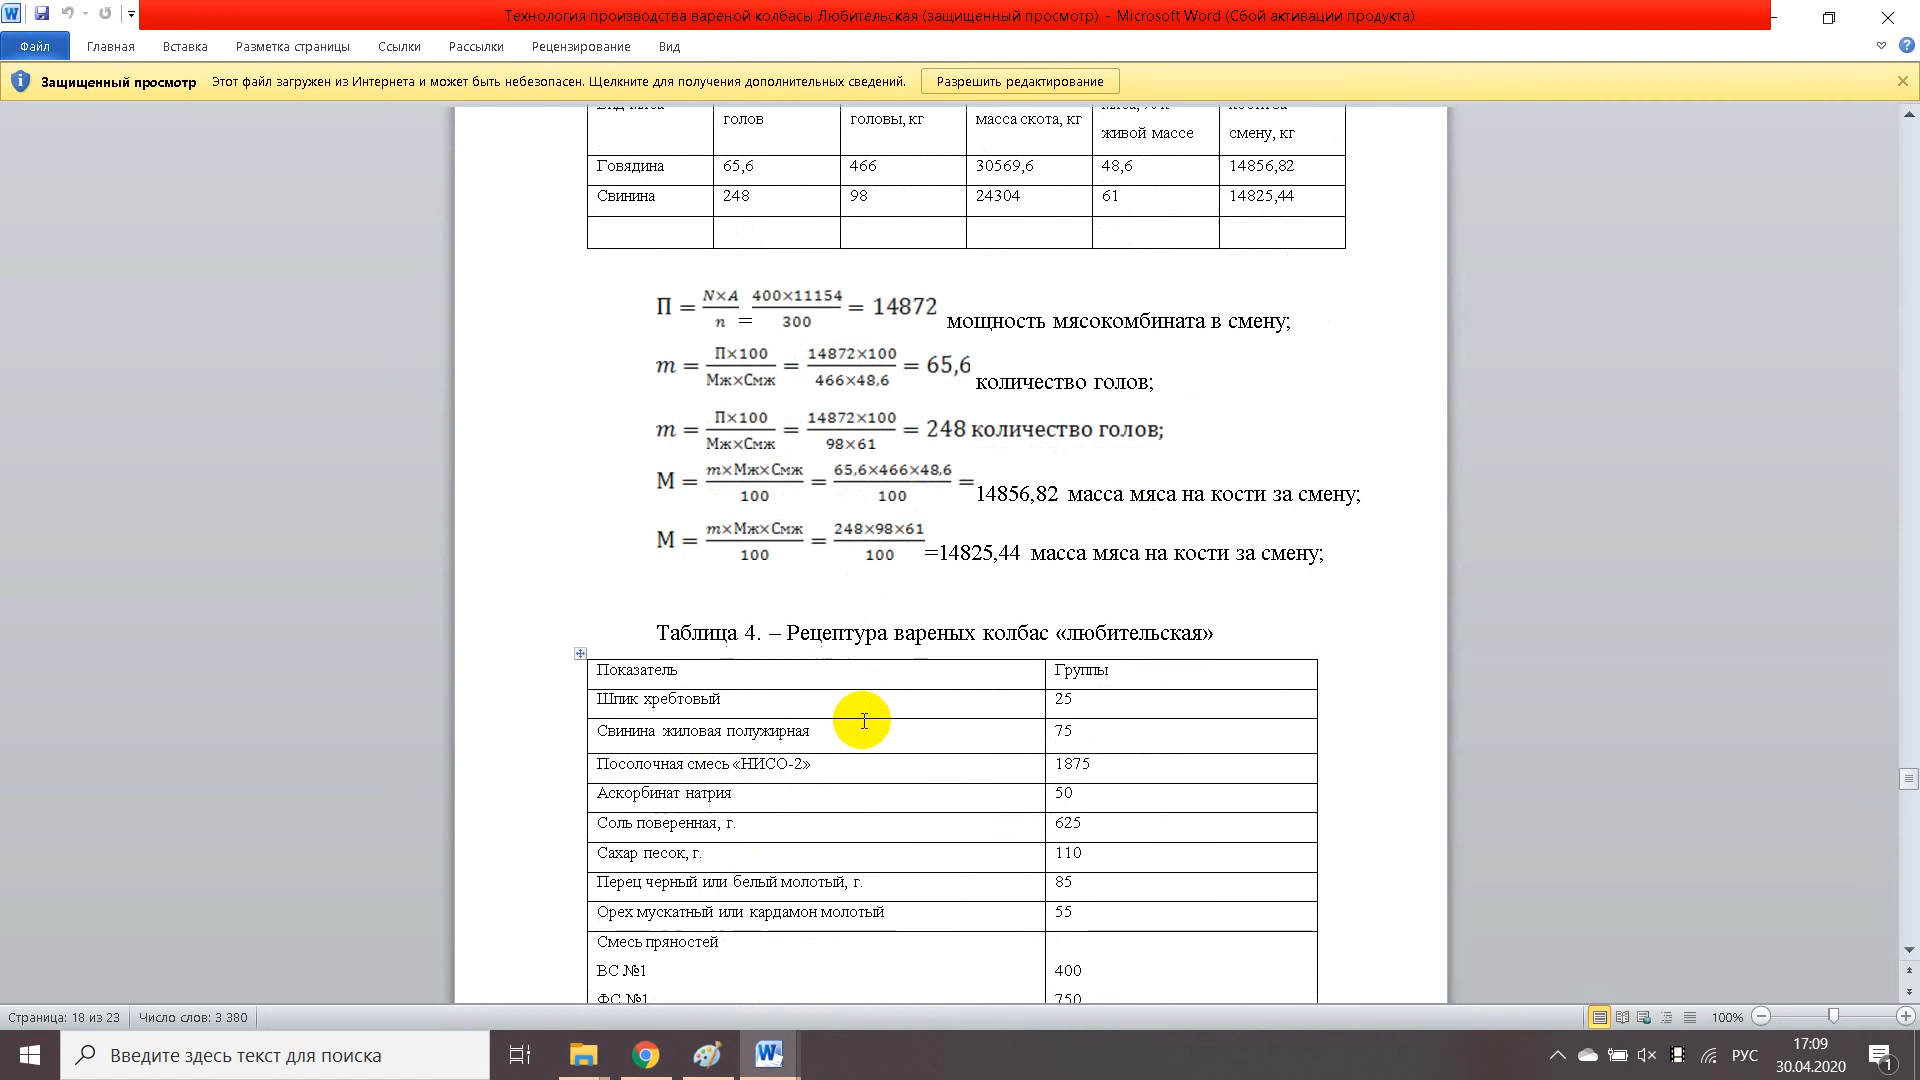 Технология производства вареной колбасы Любительская (защищенный просмотр) - Microsoft Word (Сбой активации продукта)
Файл Главная Вставка Разметка страницы Ссылки Рассылки Рецензирование Вид
Защищенный просмотр Этот файл загружен из Интернета и может быть небезопасен. Щелкните для получения дополнительных сведений. Разрешить редактирование
голов головы, кг масса скота, кг живой массе смену, кг
Говядина 65,6 466 30569,6 48,6 14856,82
Свинина 248 98 24304 61 14825,44
П = N×A/n = 400×11154/300 = 14872 мощность мясокомбината в смену;
m = П×100/Мж×Смж = 14872×100/466×48,6 = 65,6 количество голов;
m = П×100/Мж×Смж = 14872×100/98×61 = 248 количество голов;
М = m×Мж×Смж/100 = 65,6×466×48,6/100 = 14856,82 масса мяса на кости за смену;
М = m×Мж×Смж/100 = 248×98×61/100 =14825,44 масса мяса на кости за смену;
Таблица 4. – Рецептура вареных колбас «любительская»
Показатель Группы
Шпик хребтовый 25
Свинина жиловая полужирная 75
Посолочная смесь «НИСО-2» 1875
Аскорбинат натрия 50
Соль поверенная, г. 625
Сахар песок, г. 110
Перец черный или белый молотый, г. 85
Орех мускатный или кардамон молотый 55
Смесь пряностей
ВС №1 400
ФС №1 750
Страница: 18 из 23 Число слов: 3 380 100%
Введите здесь текст для поиска РУС 17:09
30.04.2020 1